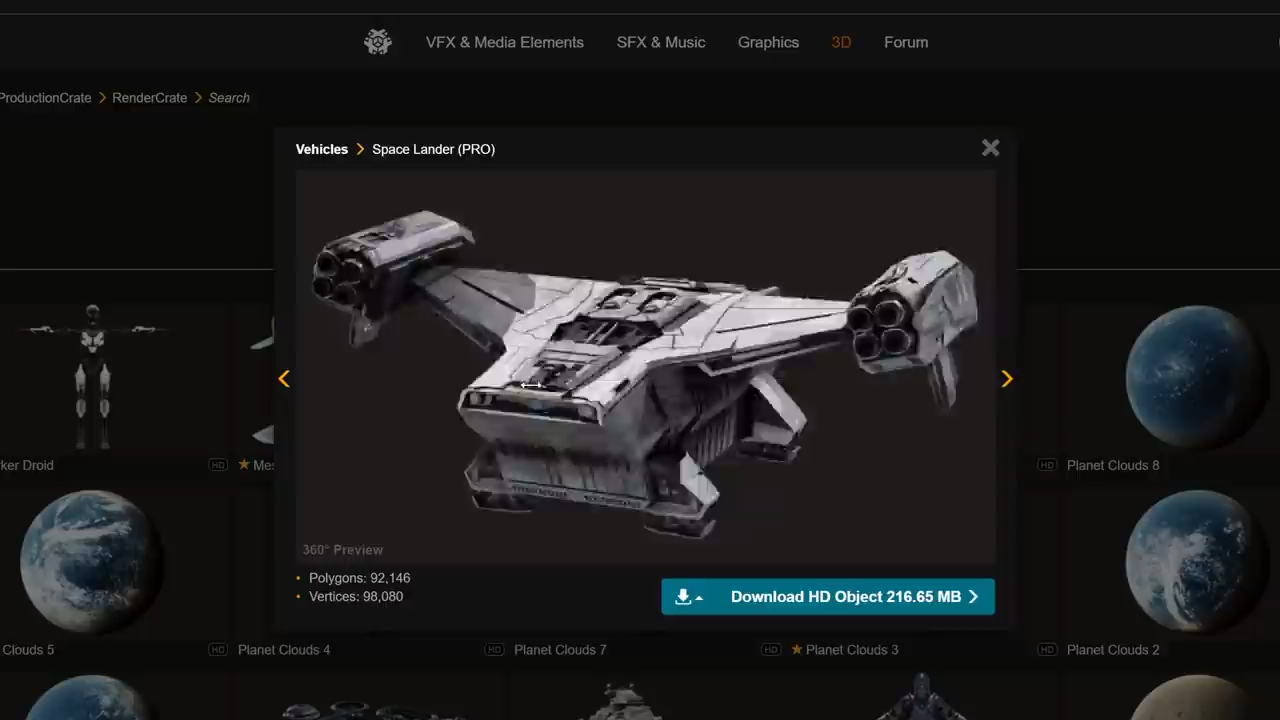 VFX & Media Elements SFX & Music Graphics 3D Forum
ProductionCrate RenderCrate Search
Vehicles Space Lander (PRO)
360° Preview
Polygons: 92,146
Vertices: 98,080
Download HD Object 216.65 MB
ker Droid HD Mes HD Planet Clouds 8
Clouds 5 HD Planet Clouds 4 HD Planet Clouds 7 HD Planet Clouds 3 HD Planet Clouds 2